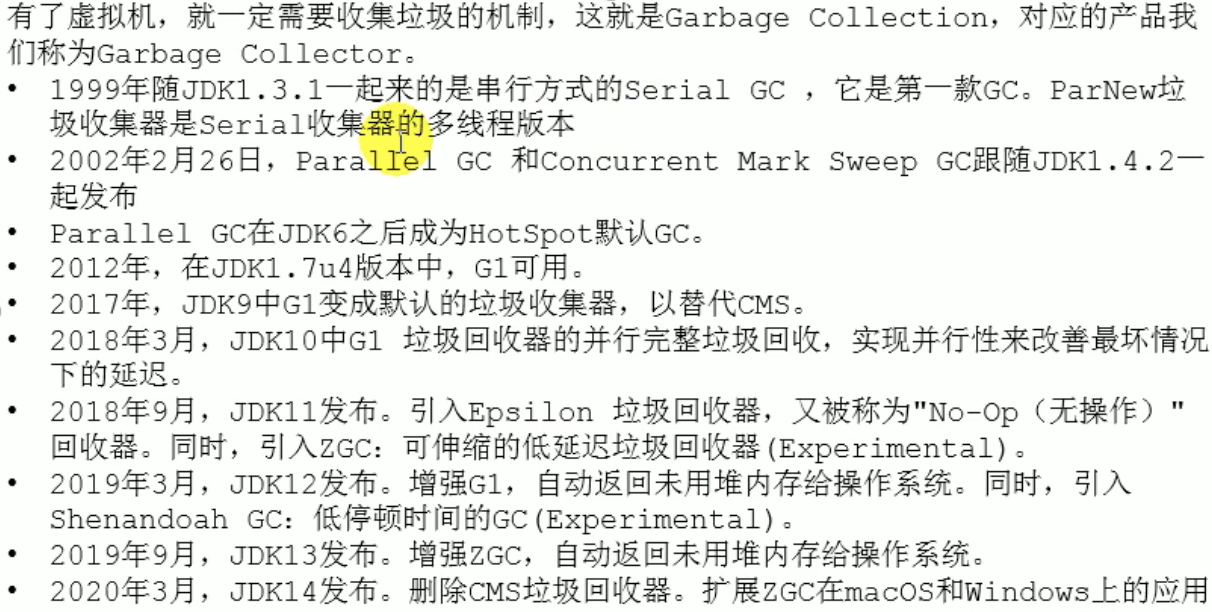 有了虚拟机，就一定需要收集垃圾的机制，这就是Garbage Collection，对应的产品我
们称为Garbage Collector。
• 1999年随JDK1.3.1一起来的是串行方式的Serial GC ，它是第一款GC。ParNew垃
圾收集器是Serial收集器的多线程版本
• 2002年2月26日，Parallel GC 和Concurrent Mark Sweep GC跟随JDK1.4.2一
起发布
• Parallel GC在JDK6之后成为HotSpot默认GC。
• 2012年，在JDK1.7u4版本中，G1可用。
• 2017年，JDK9中G1变成默认的垃圾收集器，以替代CMS。
• 2018年3月，JDK10中G1 垃圾回收器的并行完整垃圾回收，实现并行性来改善最坏情况
下的延迟。
• 2018年9月，JDK11发布。引入Epsilon 垃圾回收器，又被称为"No-Op（无操作）"
回收器。同时，引入ZGC：可伸缩的低延迟垃圾回收器(Experimental)。
• 2019年3月，JDK12发布。增强G1，自动返回未用堆内存给操作系统。同时，引入
Shenandoah GC：低停顿时间的GC(Experimental)。
• 2019年9月，JDK13发布。增强ZGC，自动返回未用堆内存给操作系统。
• 2020年3月，JDK14发布。删除CMS垃圾回收器。扩展ZGC在macOS和Windows上的应用